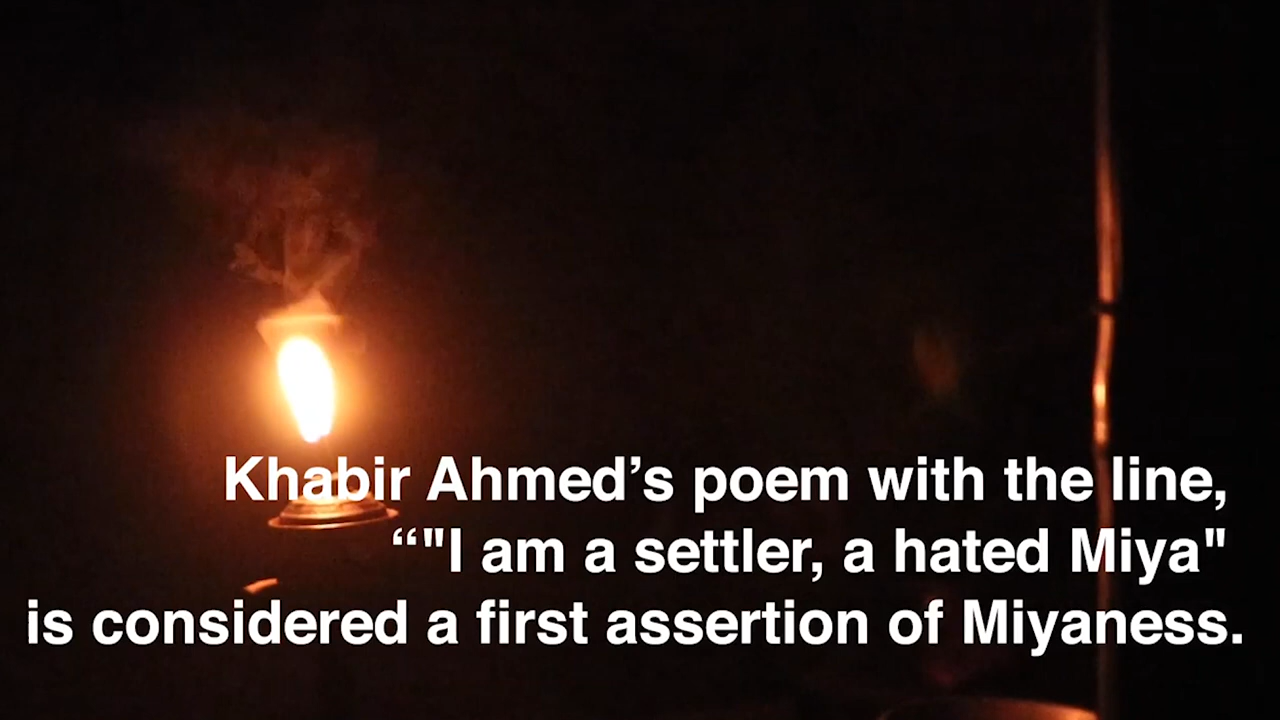 Khabir Ahmed’s poem with the line,
“"I am a settler, a hated Miya"
is considered a first assertion of Miyaness.